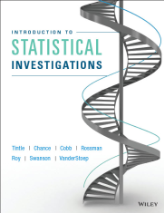 INTRODUCTION TO
STATISTICAL
INVESTIGATIONS
Tintle | Chance | Cobb | Rossman
Roy | Swanson | VanderStoep
WILEY